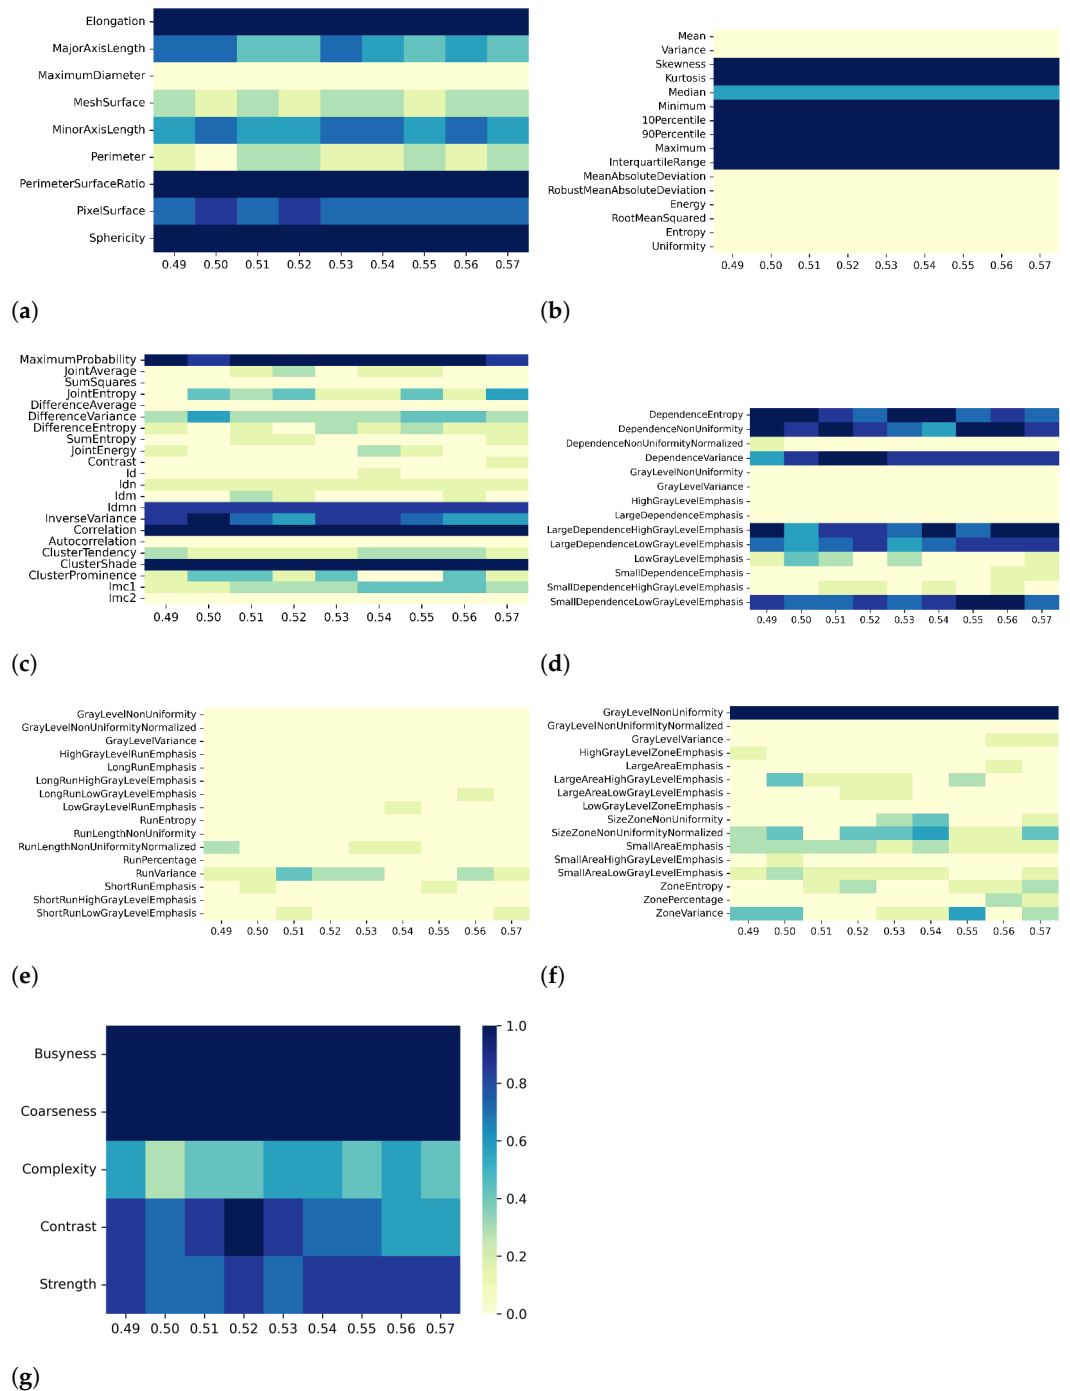 Elongation
MajorAxisLength
MaximumDiameter
MeshSurface
MinorAxisLength
Perimeter
PerimeterSurfaceRatio
PixelSurface
Sphericity
0.49 0.50 0.51 0.52 0.53 0.54 0.55 0.56 0.57
(a)
Mean
Variance
Skewness
Kurtosis
Median
Minimum
10Percentile
90Percentile
Maximum
InterquartileRange
MeanAbsoluteDeviation
RobustMeanAbsoluteDeviation
Energy
RootMeanSquared
Entropy
Uniformity
0.49 0.50 0.51 0.52 0.53 0.54 0.55 0.56 0.57
(b)
MaximumProbability
JointAverage
SumSquares
JointEntropy
DifferenceAverage
DifferenceVariance
DifferenceEntropy
SumEntropy
JointEnergy
Contrast
Id
Idn
Idm
Idmn
InverseVariance
Correlation
Autocorrelation
ClusterTendency
ClusterShade
ClusterProminence
Imc1
Imc2
0.49 0.50 0.51 0.52 0.53 0.54 0.55 0.56 0.57
(c)
DependenceEntropy
DependenceNonUniformity
DependenceNonUniformityNormalized
DependenceVariance
GrayLevelNonUniformity
GrayLevelVariance
HighGrayLevelEmphasis
LargeDependenceEmphasis
LargeDependenceHighGrayLevelEmphasis
LargeDependenceLowGrayLevelEmphasis
LowGrayLevelEmphasis
SmallDependenceEmphasis
SmallDependenceHighGrayLevelEmphasis
SmallDependenceLowGrayLevelEmphasis
0.49 0.50 0.51 0.52 0.53 0.54 0.55 0.56 0.57
(d)
GrayLevelNonUniformity
GrayLevelNonUniformityNormalized
GrayLevelVariance
HighGrayLevelRunEmphasis
LongRunEmphasis
LongRunHighGrayLevelEmphasis
LongRunLowGrayLevelEmphasis
LowGrayLevelRunEmphasis
RunEntropy
RunLengthNonUniformity
RunLengthNonUniformityNormalized
RunPercentage
RunVariance
ShortRunEmphasis
ShortRunHighGrayLevelEmphasis
ShortRunLowGrayLevelEmphasis
0.49 0.50 0.51 0.52 0.53 0.54 0.55 0.56 0.57
(e)
GrayLevelNonUniformity
GrayLevelNonUniformityNormalized
GrayLevelVariance
HighGrayLevelZoneEmphasis
LargeAreaEmphasis
LargeAreaHighGrayLevelEmphasis
LargeAreaLowGrayLevelEmphasis
LowGrayLevelZoneEmphasis
SizeZoneNonUniformity
SizeZoneNonUniformityNormalized
SmallAreaEmphasis
SmallAreaHighGrayLevelEmphasis
SmallAreaLowGrayLevelEmphasis
ZoneEntropy
ZonePercentage
ZoneVariance
0.49 0.50 0.51 0.52 0.53 0.54 0.55 0.56 0.57
(f)
Busyness
Coarseness
Complexity
Contrast
Strength
0.49 0.50 0.51 0.52 0.53 0.54 0.55 0.56 0.57
1.0
0.8
0.6
0.4
0.2
0.0
(g)